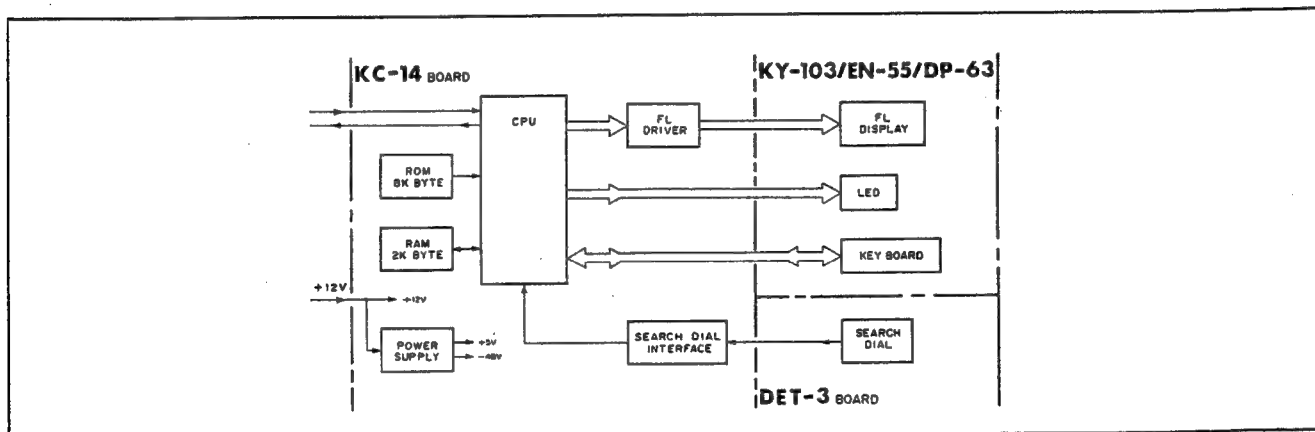 KC-14 BOARD
KY-103/EN-55/DP-63
CPU
FL
DRIVER
FL
DISPLAY
ROM
8K BYTE
LED
RAM
2K BYTE
KEY BOARD
+12V
+12V
POWER
SUPPLY
+5V
-48V
SEARCH DIAL
INTERFACE
SEARCH
DIAL
DET-3 BOARD